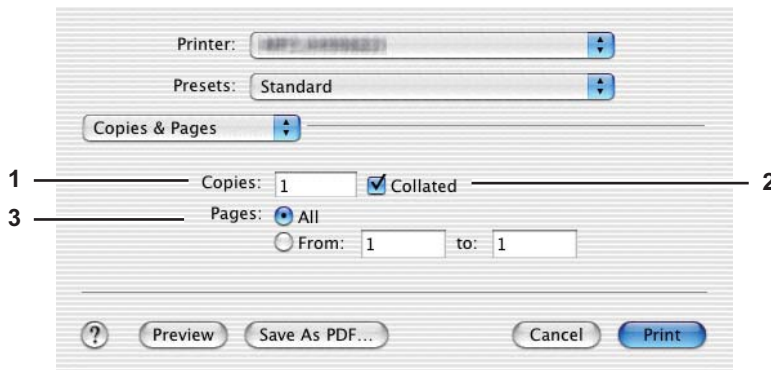 Printer:
Presets: Standard
Copies & Pages
1 Copies: 1 Collated 2
3 Pages: All
From: 1 to: 1
? Preview Save As PDF... Cancel Print